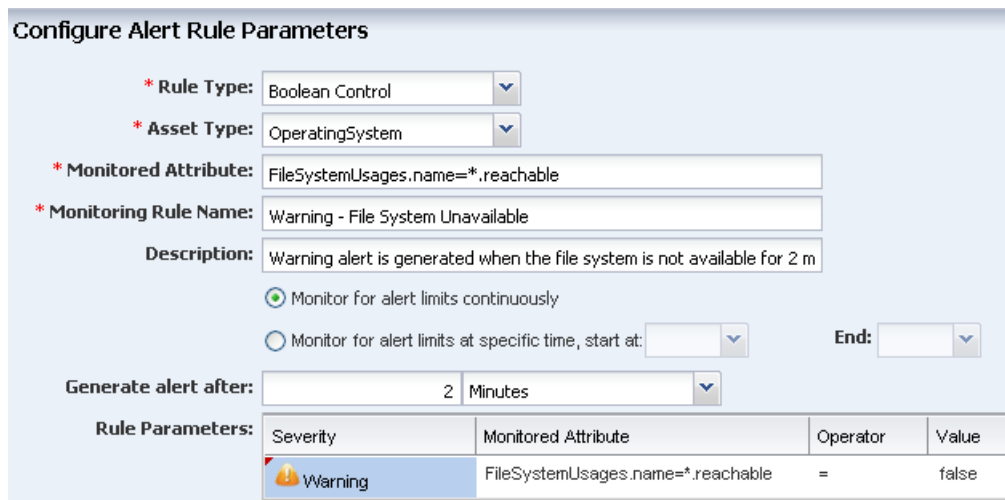 Configure Alert Rule Parameters
* Rule Type: Boolean Control
* Asset Type: OperatingSystem
* Monitored Attribute: FileSystemUsages.name=*.reachable
* Monitoring Rule Name: Warning - File System Unavailable
Description: Warning alert is generated when the file system is not available for 2 m
Monitor for alert limits continuously
Monitor for alert limits at specific time, start at: End:
Generate alert after: 2 Minutes
Rule Parameters: Severity Monitored Attribute Operator Value
Warning FileSystemUsages.name=*.reachable = false